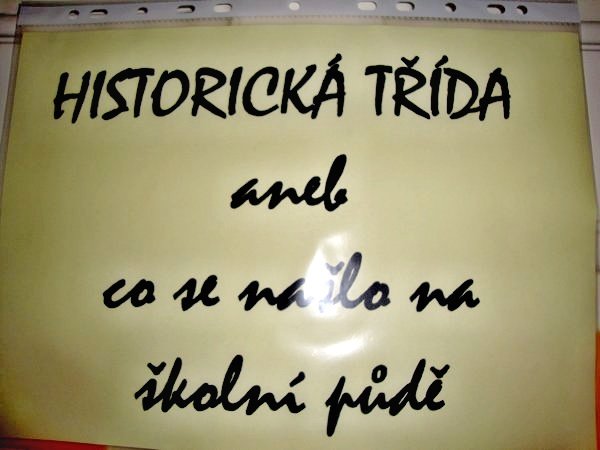 HISTORICKÁ TŘÍDA
aneb
co se našlo na
školní půdě